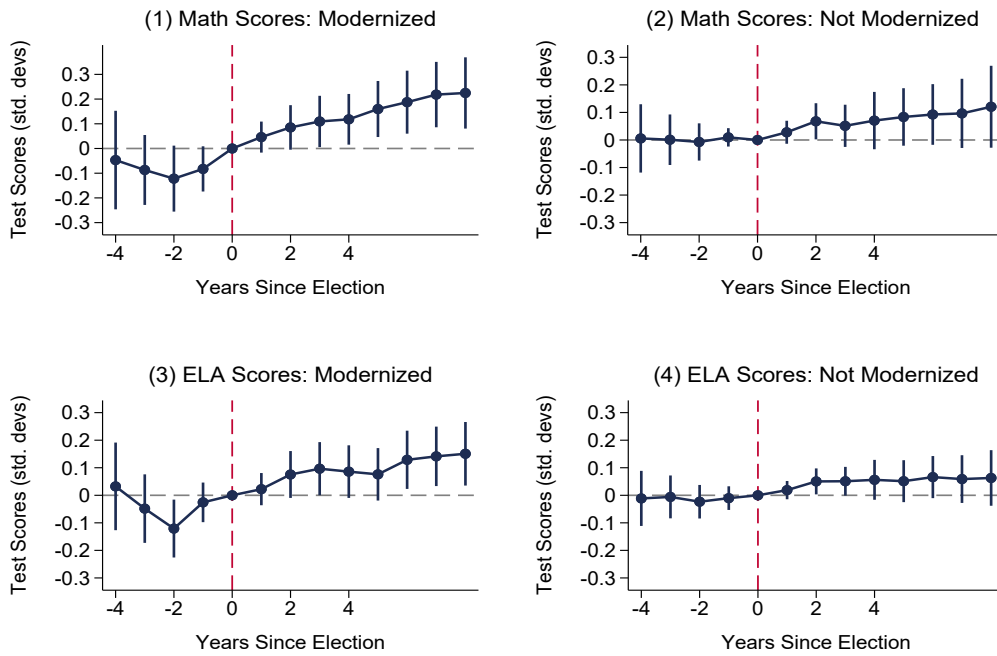 (1) Math Scores: Modernized
Test Scores (std. devs)
0.3
0.2
0.1
0
-0.1
-0.2
-0.3
-4 -2 0 2 4
Years Since Election
(2) Math Scores: Not Modernized
Test Scores (std. devs)
0.3
0.2
0.1
0
-0.1
-0.2
-0.3
-4 -2 0 2 4
Years Since Election
(3) ELA Scores: Modernized
Test Scores (std. devs)
0.3
0.2
0.1
0
-0.1
-0.2
-0.3
-4 -2 0 2 4
Years Since Election
(4) ELA Scores: Not Modernized
Test Scores (std. devs)
0.3
0.2
0.1
0
-0.1
-0.2
-0.3
-4 -2 0 2 4
Years Since Election